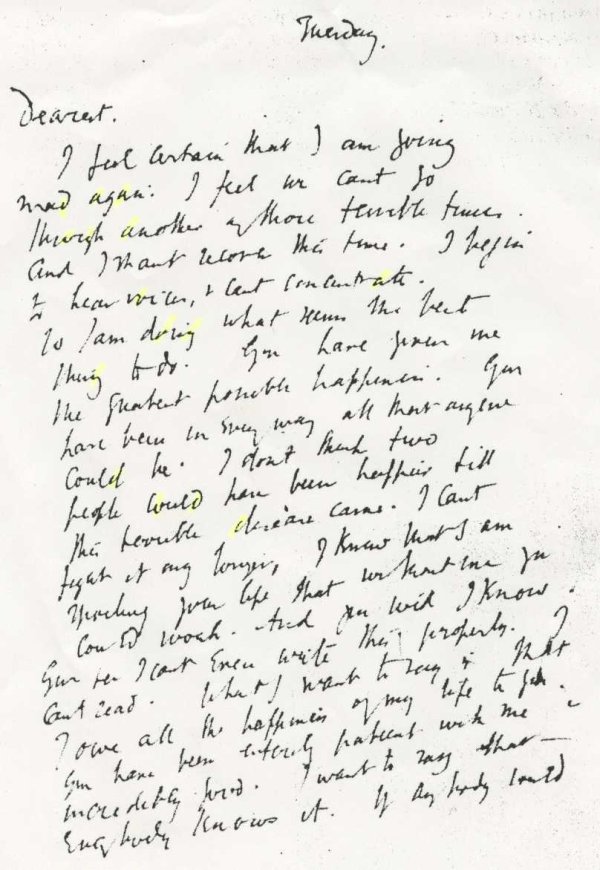 Tuesday.
Dearest.
I feel certain that I am going
mad again: I feel we cant go
through another of those terrible times.
And I shant recover this time. I begin
to hear voices, & cant concentrate.
So I am doing what seems the best
thing to do. You have given me
the greatest possible happiness. You
have been in every way all that anyone
could be. I dont think two
people could have been happier till
this terrible disease came. I cant
fight it any longer, I know that I am
spoiling your life that without me you
could work. And you will I know.
You see I cant even write this properly. I
cant read. What I want to say is that
I owe all the happiness of my life to you.
You have been entirely patient with me &
incredibly good. I want to say that —
everybody knows it. If anybody could